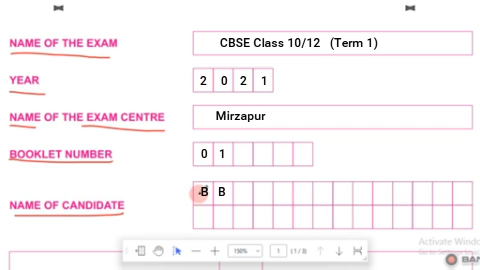 NAME OF THE EXAM CBSE Class 10/12 (Term 1)
YEAR 2 0 2 1
NAME OF THE EXAM CENTRE Mirzapur
BOOKLET NUMBER 0 1
NAME OF CANDIDATE B B
Activate Windo
150% 1 (1 / 3)
BAN